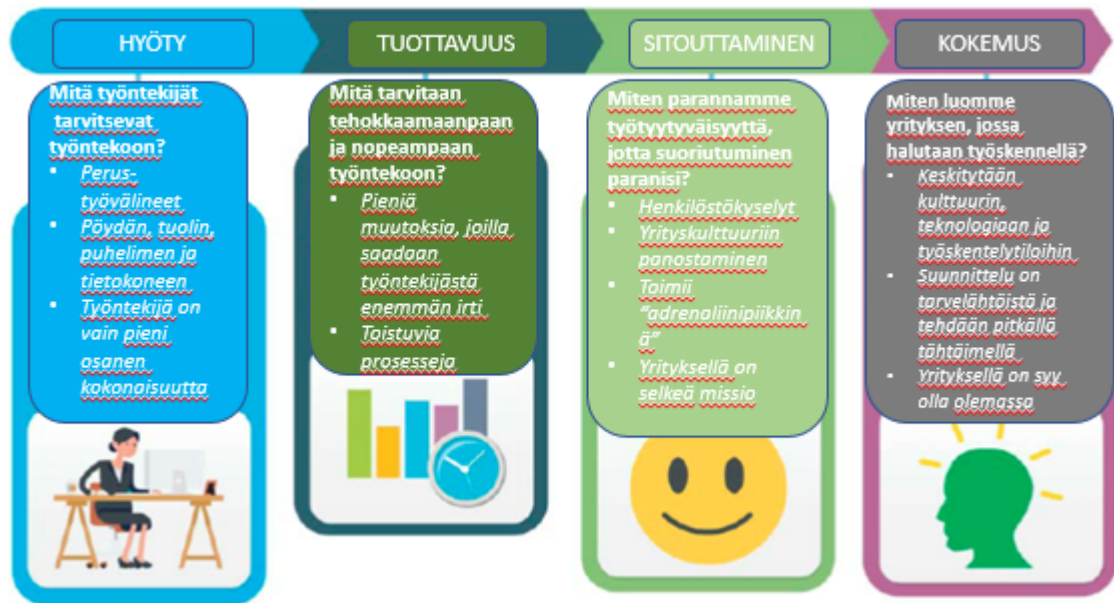 HYÖTY
Mitä työntekijät
tarvitsevat
työntekoon?
▪ Perus-
työvälineet
▪ Pöydän, tuolin,
puhelimen ja
tietokoneen
▪ Työntekijä on
vain pieni
osanen
kokonaisuutta
TUOTTAVUUS
Mitä tarvitaan
tehokkaamaanpaan
ja nopeampaan
työntekoon?
▪ Pieniä
muutoksia, joilla
saadaan
työntekijästä
enemmän irti
▪ Toistuvia
prosesseja
SITOUTTAMINEN
Miten parannamme
työtyytyväisyyttä,
jotta suoriutuminen
paranisi?
▪ Henkilöstökyselyt
▪ Yrityskulttuuriin
panostaminen
▪ Toimii
"adrenaliinipiikkin
ä"
▪ Yrityksellä on
selkeä missio
KOKEMUS
Miten luomme
yrityksen, jossa
halutaan työskennellä?
▪ Keskitytään
kulttuurin,
teknologiaan ja
työskentelytiloihin
▪ Suunnittelu on
tarvelähtöistä ja
tehdään pitkällä
tähtäimellä
▪ Yrityksellä on syy
olla olemassa